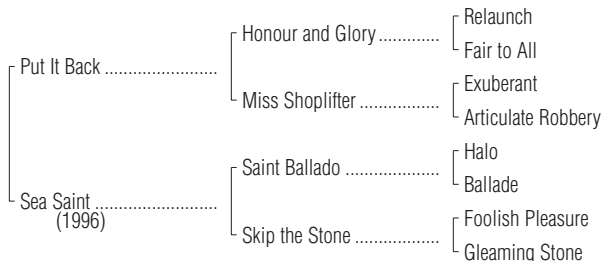 Relaunch
Honour and Glory .............
Fair to All
Put It Back ........................
Exuberant
Miss Shoplifter .................
Articulate Robbery
Halo
Saint Ballado ....................
Ballade
Sea Saint ..........................
(1996)
Foolish Pleasure
Skip the Stone ..................
Gleaming Stone